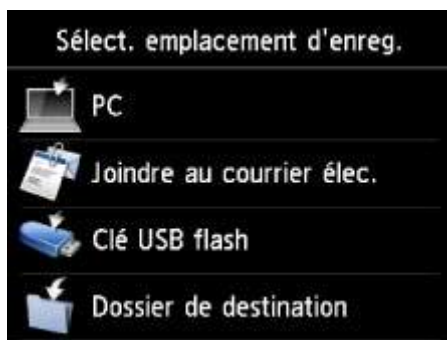 Sélect. emplacement d'enreg.
PC
Joindre au courrier élec.
Clé USB flash
Dossier de destination